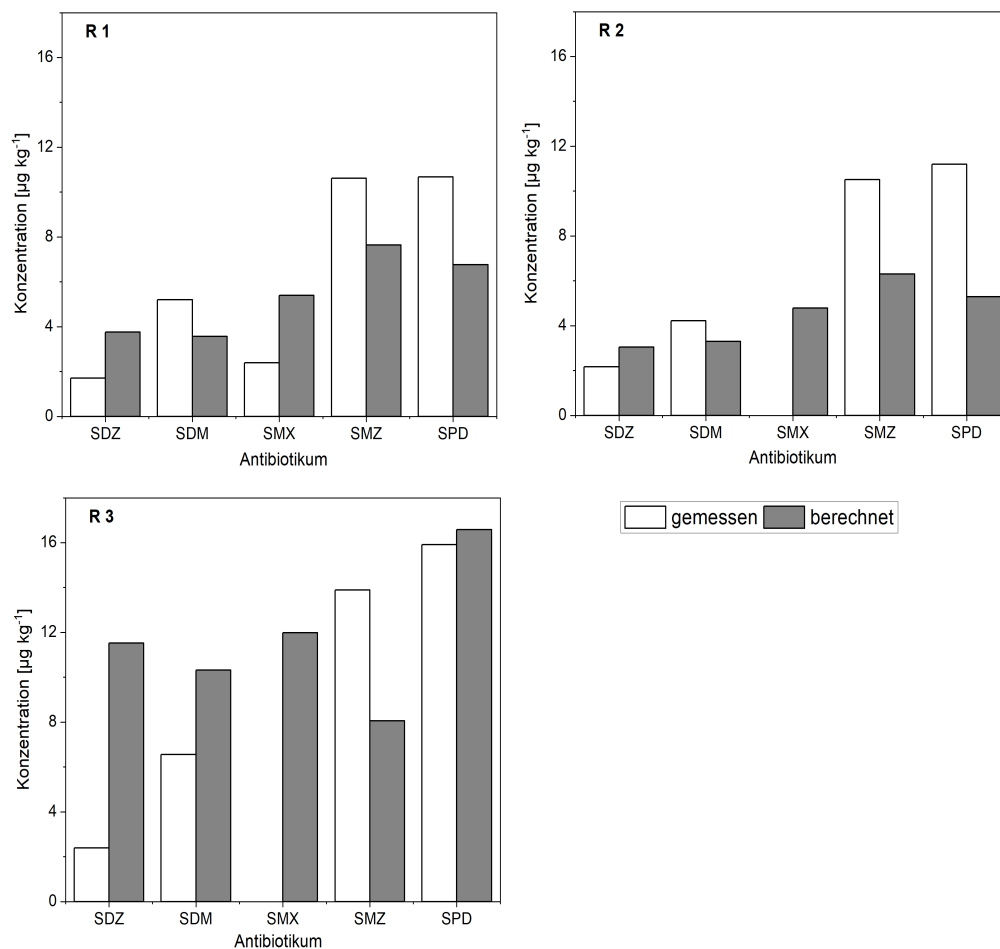 R 1
Konzentration [µg kg-1]
16
12
8
4
0
SDZ SDM SMX SMZ SPD
Antibiotikum
R 2
Konzentration [µg kg-1]
16
12
8
4
0
SDZ SDM SMX SMZ SPD
Antibiotikum
R 3
Konzentration [µg kg-1]
16
12
8
4
0
SDZ SDM SMX SMZ SPD
Antibiotikum
gemessen berechnet